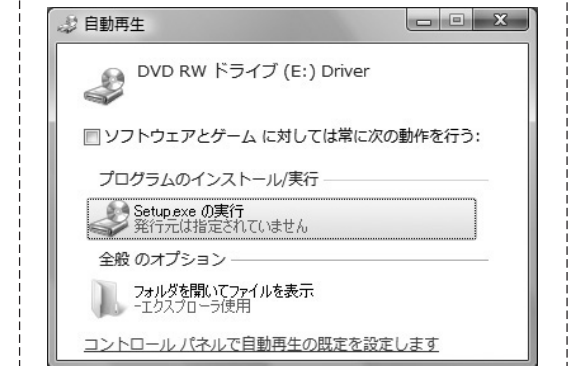 自動再生
DVD RW ドライブ (E:) Driver
ソフトウェアとゲーム に対しては常に次の動作を行う:
プログラムのインストール/実行
Setup.exe の実行
発行元は指定されていません
全般 のオプション
フォルダを開いてファイルを表示
-エクスプローラ使用
コントロール パネルで自動再生の既定を設定します